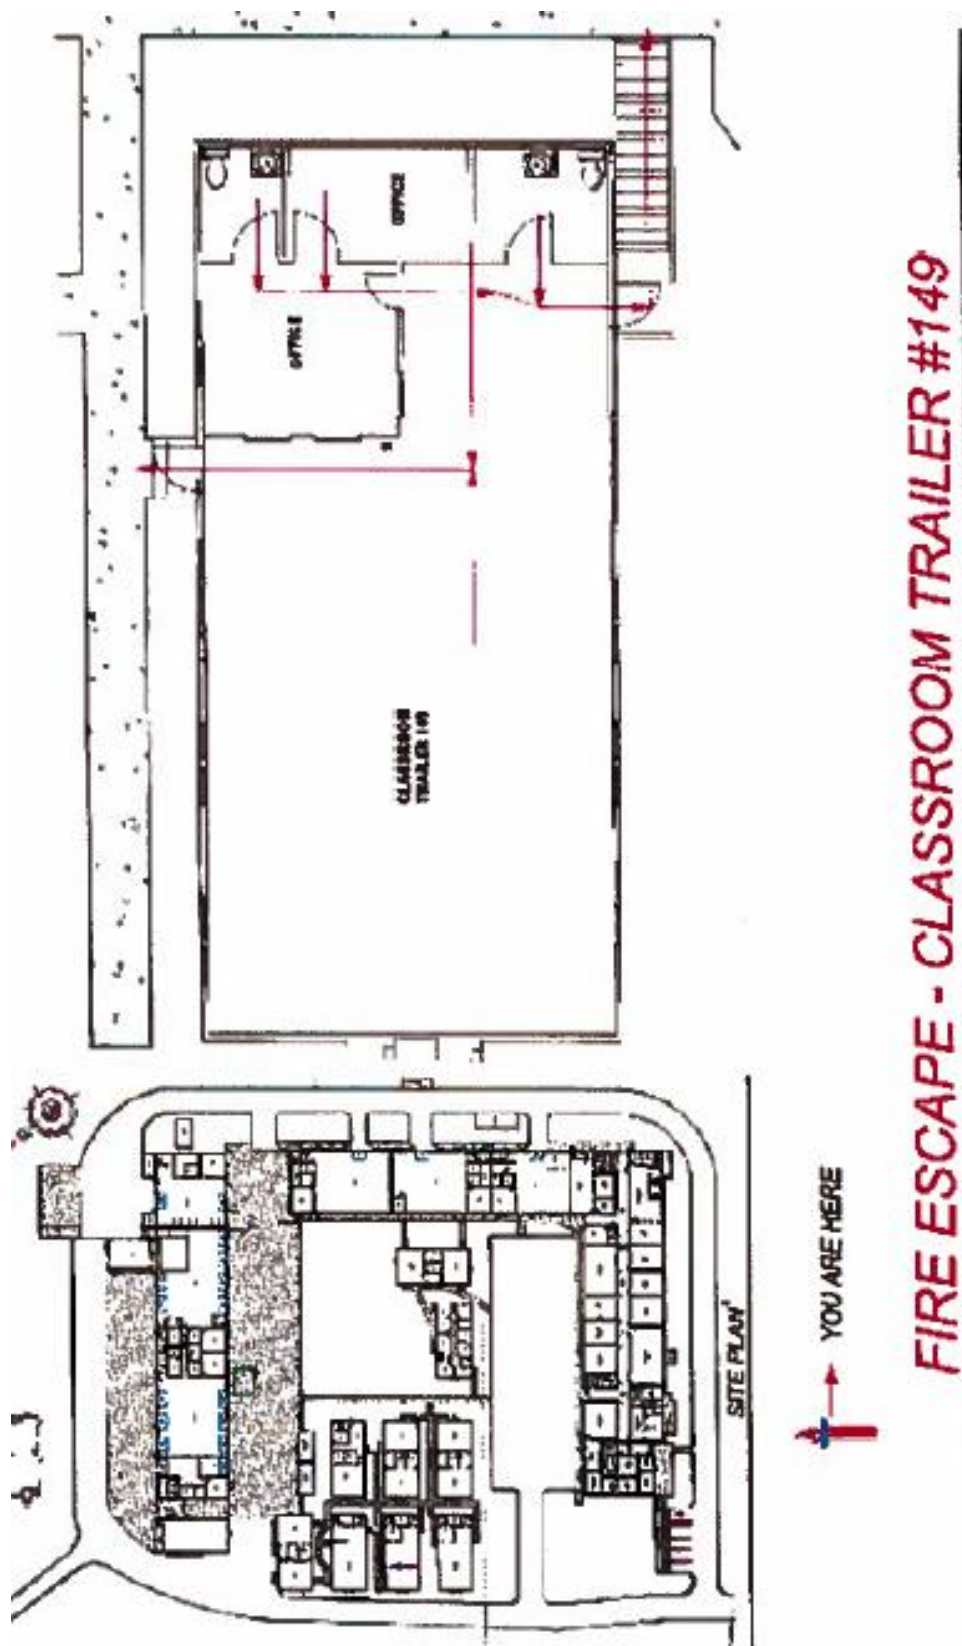 OFFICE
OFFICE
CLASSROOM
TRAILER 149
SITE PLAN
YOU ARE HERE
FIRE ESCAPE - CLASSROOM TRAILER #149